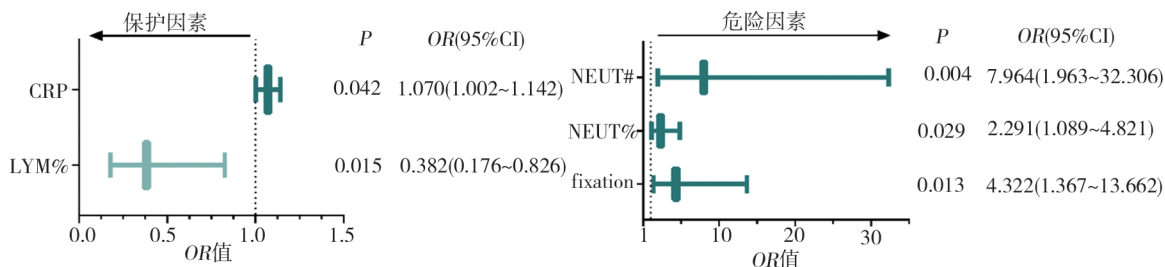 保护因素
P OR(95%CI)
CRP 0.042 1.070(1.002~1.142)
LYM% 0.015 0.382(0.176~0.826)
0.0 0.5 1.0 1.5
OR值
危险因素
P OR(95%CI)
NEUT# 0.004 7.964(1.963~32.306)
NEUT% 0.029 2.291(1.089~4.821)
fixation 0.013 4.322(1.367~13.662)
1 10 20 30
OR值